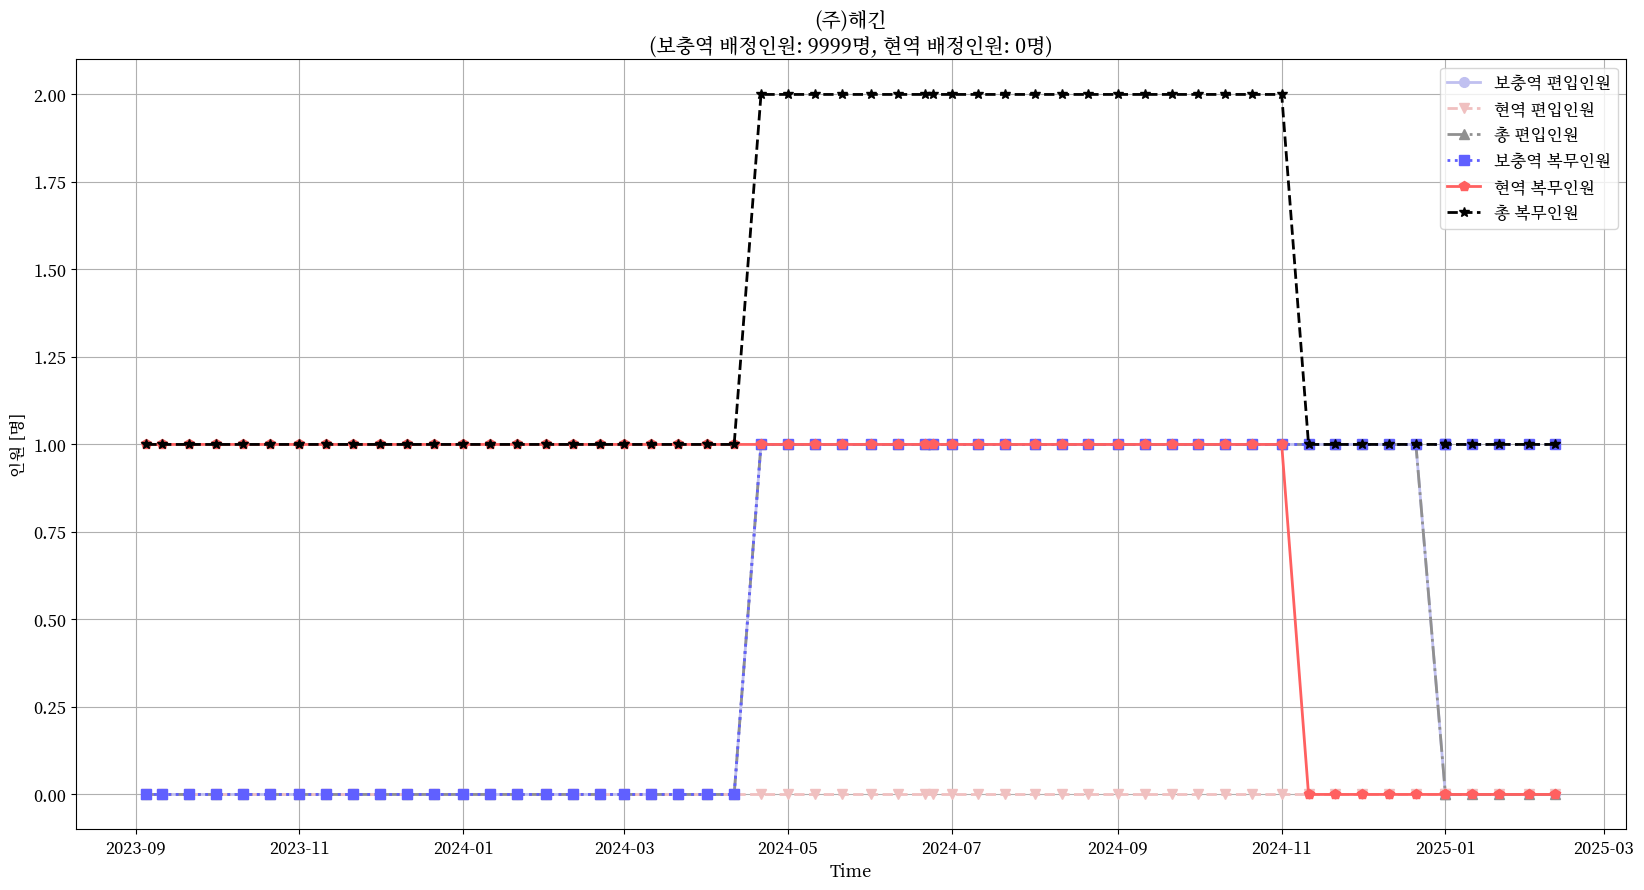 (주)해긴
(보충역 배정인원: 9999명, 현역 배정인원: 0명)
보충역 편입인원
현역 편입인원
총 편입인원
보충역 복무인원
현역 복무인원
총 복무인원
인원 [명]
2.00
1.75
1.50
1.25
1.00
0.75
0.50
0.25
0.00
2023-09 2023-11 2024-01 2024-03 2024-05 2024-07 2024-09 2024-11 2025-01 2025-03
Time